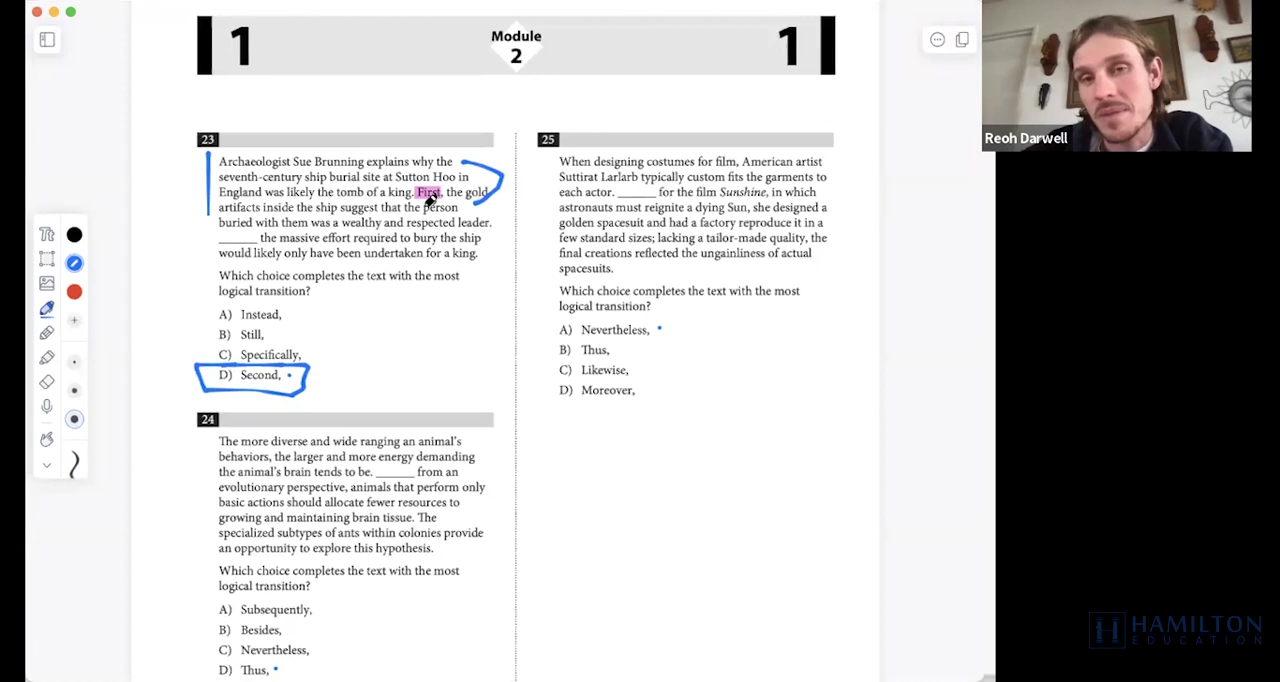 1
Module
2
1
23
Archaeologist Sue Brunning explains why the
seventh-century ship burial site at Sutton Hoo in
England was likely the tomb of a king. First, the gold
artifacts inside the ship suggest that the person
buried with them was a wealthy and respected leader.
______ the massive effort required to bury the ship
would likely only have been undertaken for a king.
Which choice completes the text with the most
logical transition?
A) Instead,
B) Still,
C) Specifically,
D) Second,
24
The more diverse and wide ranging an animal's
behaviors, the larger and more energy demanding
the animal's brain tends to be. ______ from an
evolutionary perspective, animals that perform only
basic actions should allocate fewer resources to
growing and maintaining brain tissue. The
specialized subtypes of ants within colonies provide
an opportunity to explore this hypothesis.
Which choice completes the text with the most
logical transition?
A) Subsequently,
B) Besides,
C) Nevertheless,
D) Thus,
25
When designing costumes for film, American artist
Suttirat Larlarb typically custom fits the garments to
each actor. ______ for the film Sunshine, in which
astronauts must reignite a dying Sun, she designed a
golden spacesuit and had a factory reproduce it in a
few standard sizes; lacking a tailor-made quality, the
final creations reflected the ungainliness of actual
spacesuits.
Which choice completes the text with the most
logical transition?
A) Nevertheless,
B) Thus,
C) Likewise,
D) Moreover,
Reoh Darwell
Tt
HAMILTON
EDUCATION